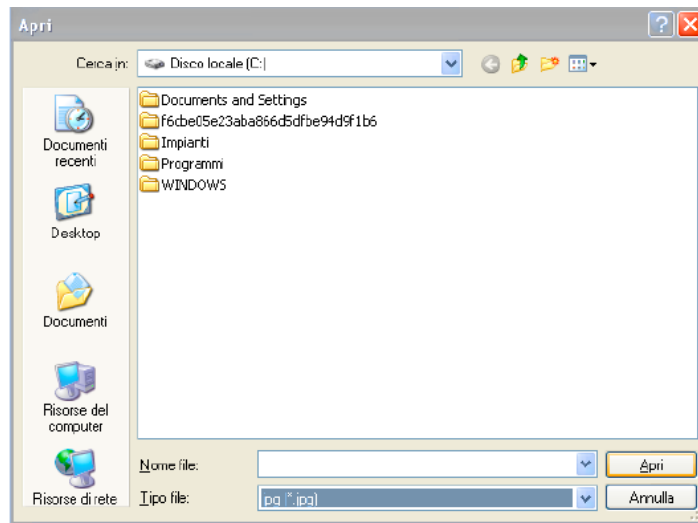 Apri
?
Cerca in: Disco locale (C:)
Documents and Settings
f6cbe05e23aba866d5dfbe94d9f1b6
Impianti
Programmi
WINDOWS
Documenti
recenti
Desktop
Documenti
Risorse del
computer
Risorse di rete
Nome file:
Apri
Tipo file: jpg (*.jpg)
Annulla